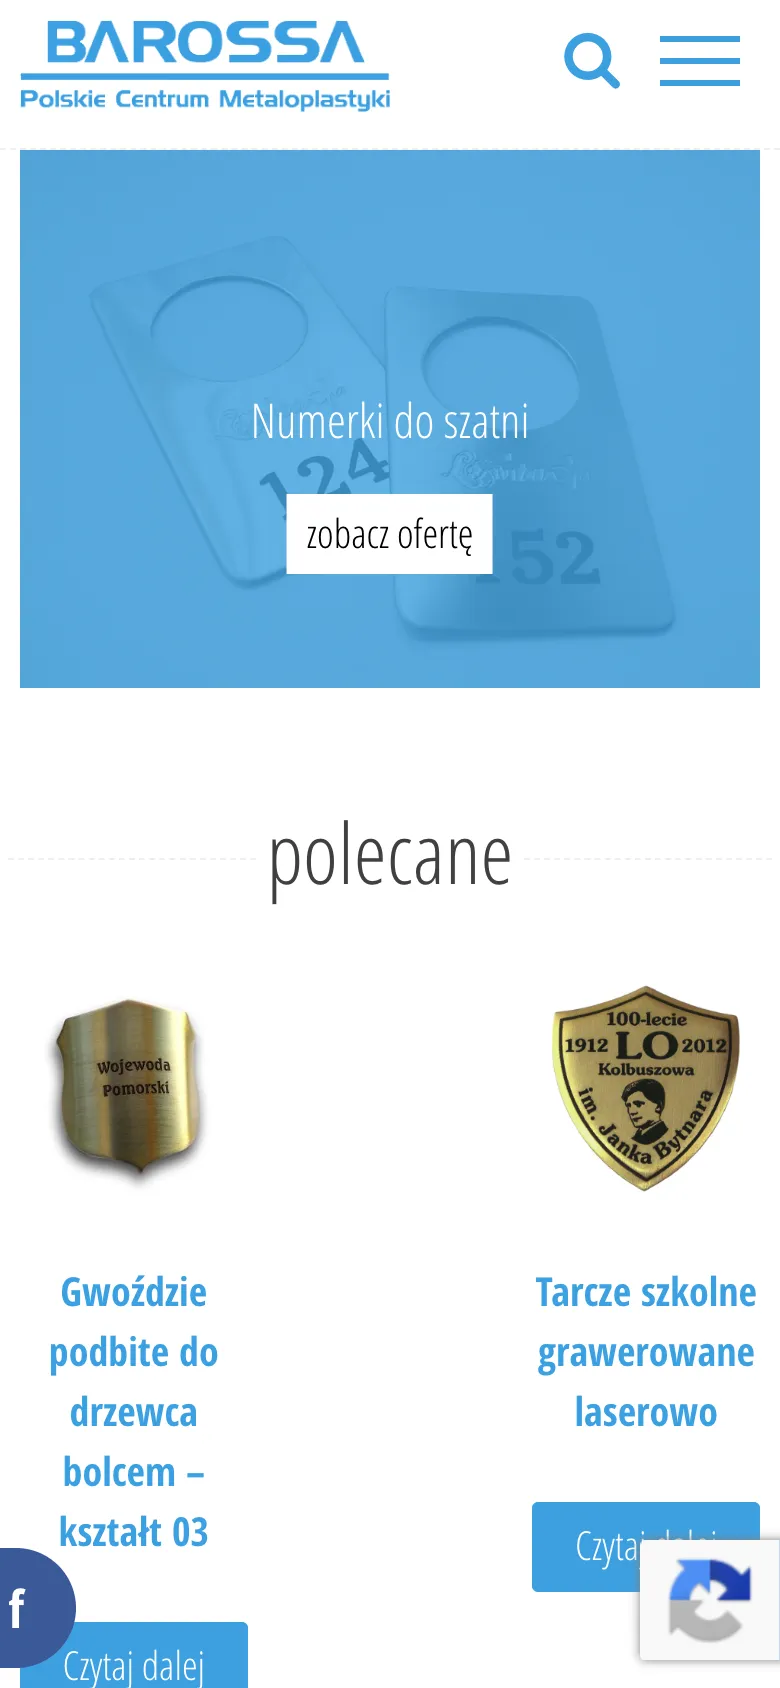 BAROSSA
Polskie Centrum Metaloplastyki
Numerki do szatni
124
zobacz ofertę
152
polecane
Wojewoda
Pomorski
100-lecie
1912 LO 2012
Kolbuszowa
im. Janka Bytnara
Gwoździe
podbite do
drzewca
bolcem –
kształt 03
Czytaj dalej
Tarcze szkolne
grawerowane
laserowo
Czytaj dalej
f